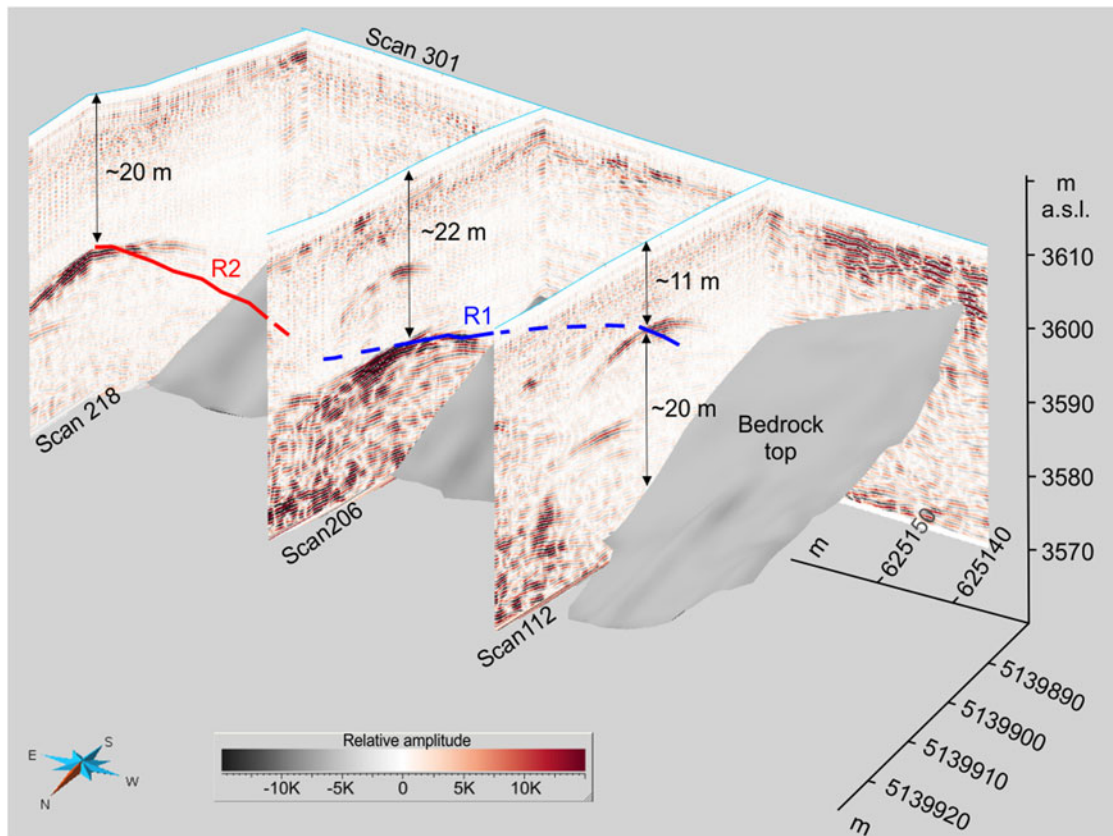 Scan 301
~20 m
R2
~22 m
R1
~11 m
~20 m
Bedrock
top
Scan 218
Scan206
Scan112
m
a.s.l.
3610
3600
3590
3580
3570
m
625150
625140
5139890
5139900
5139910
5139920
m
E
S
N
W
Relative amplitude
-10K
-5K
0
5K
10K